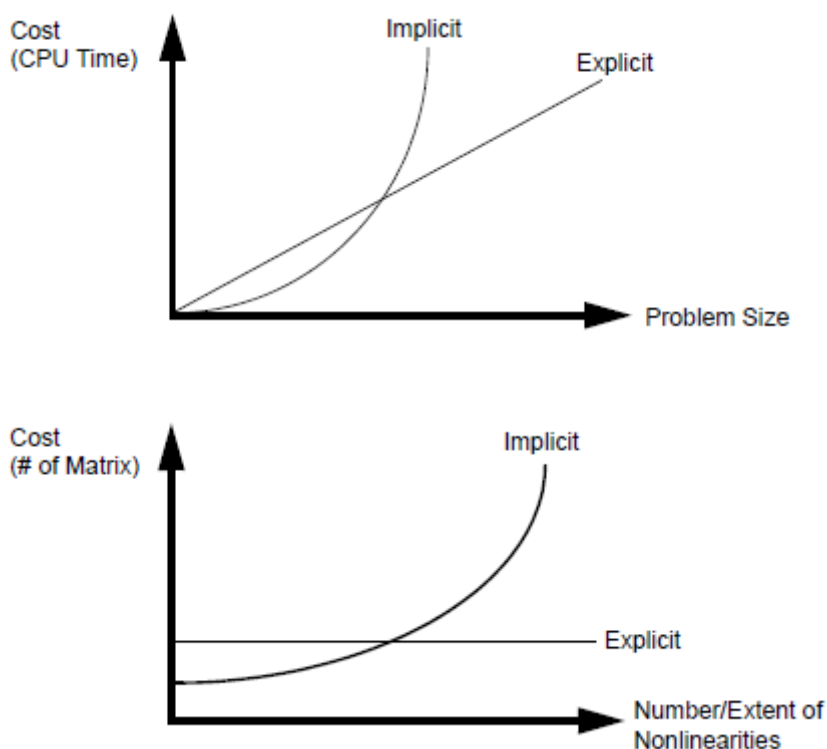 Cost
(CPU Time)
Implicit
Explicit
Problem Size
Cost
(# of Matrix)
Implicit
Explicit
Number/Extent of
Nonlinearities